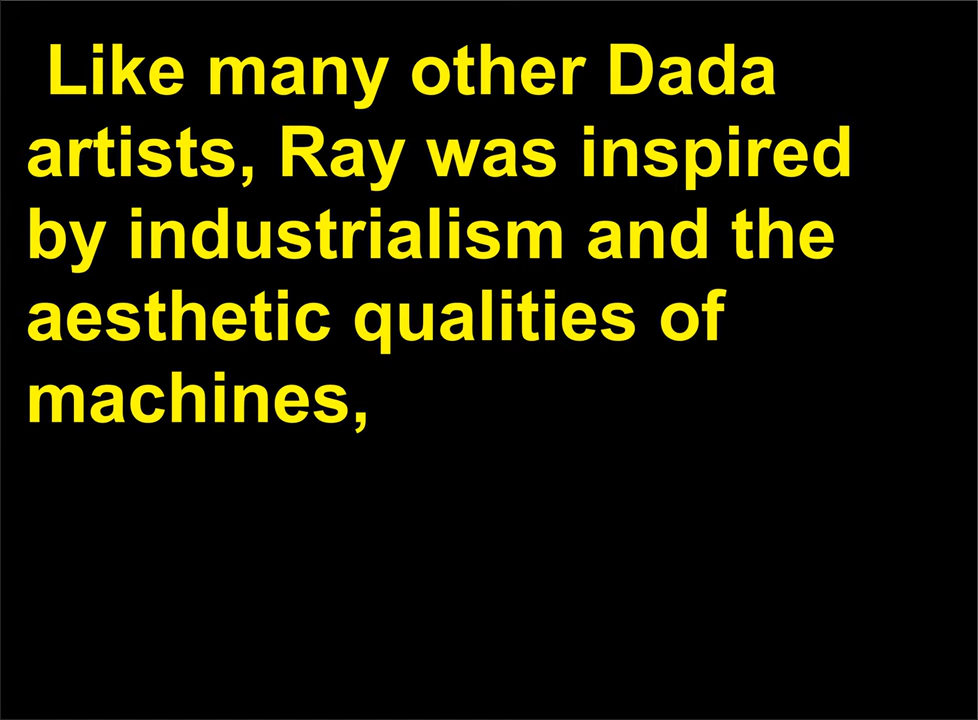 Like many other Dada
artists, Ray was inspired
by industrialism and the
aesthetic qualities of
machines,